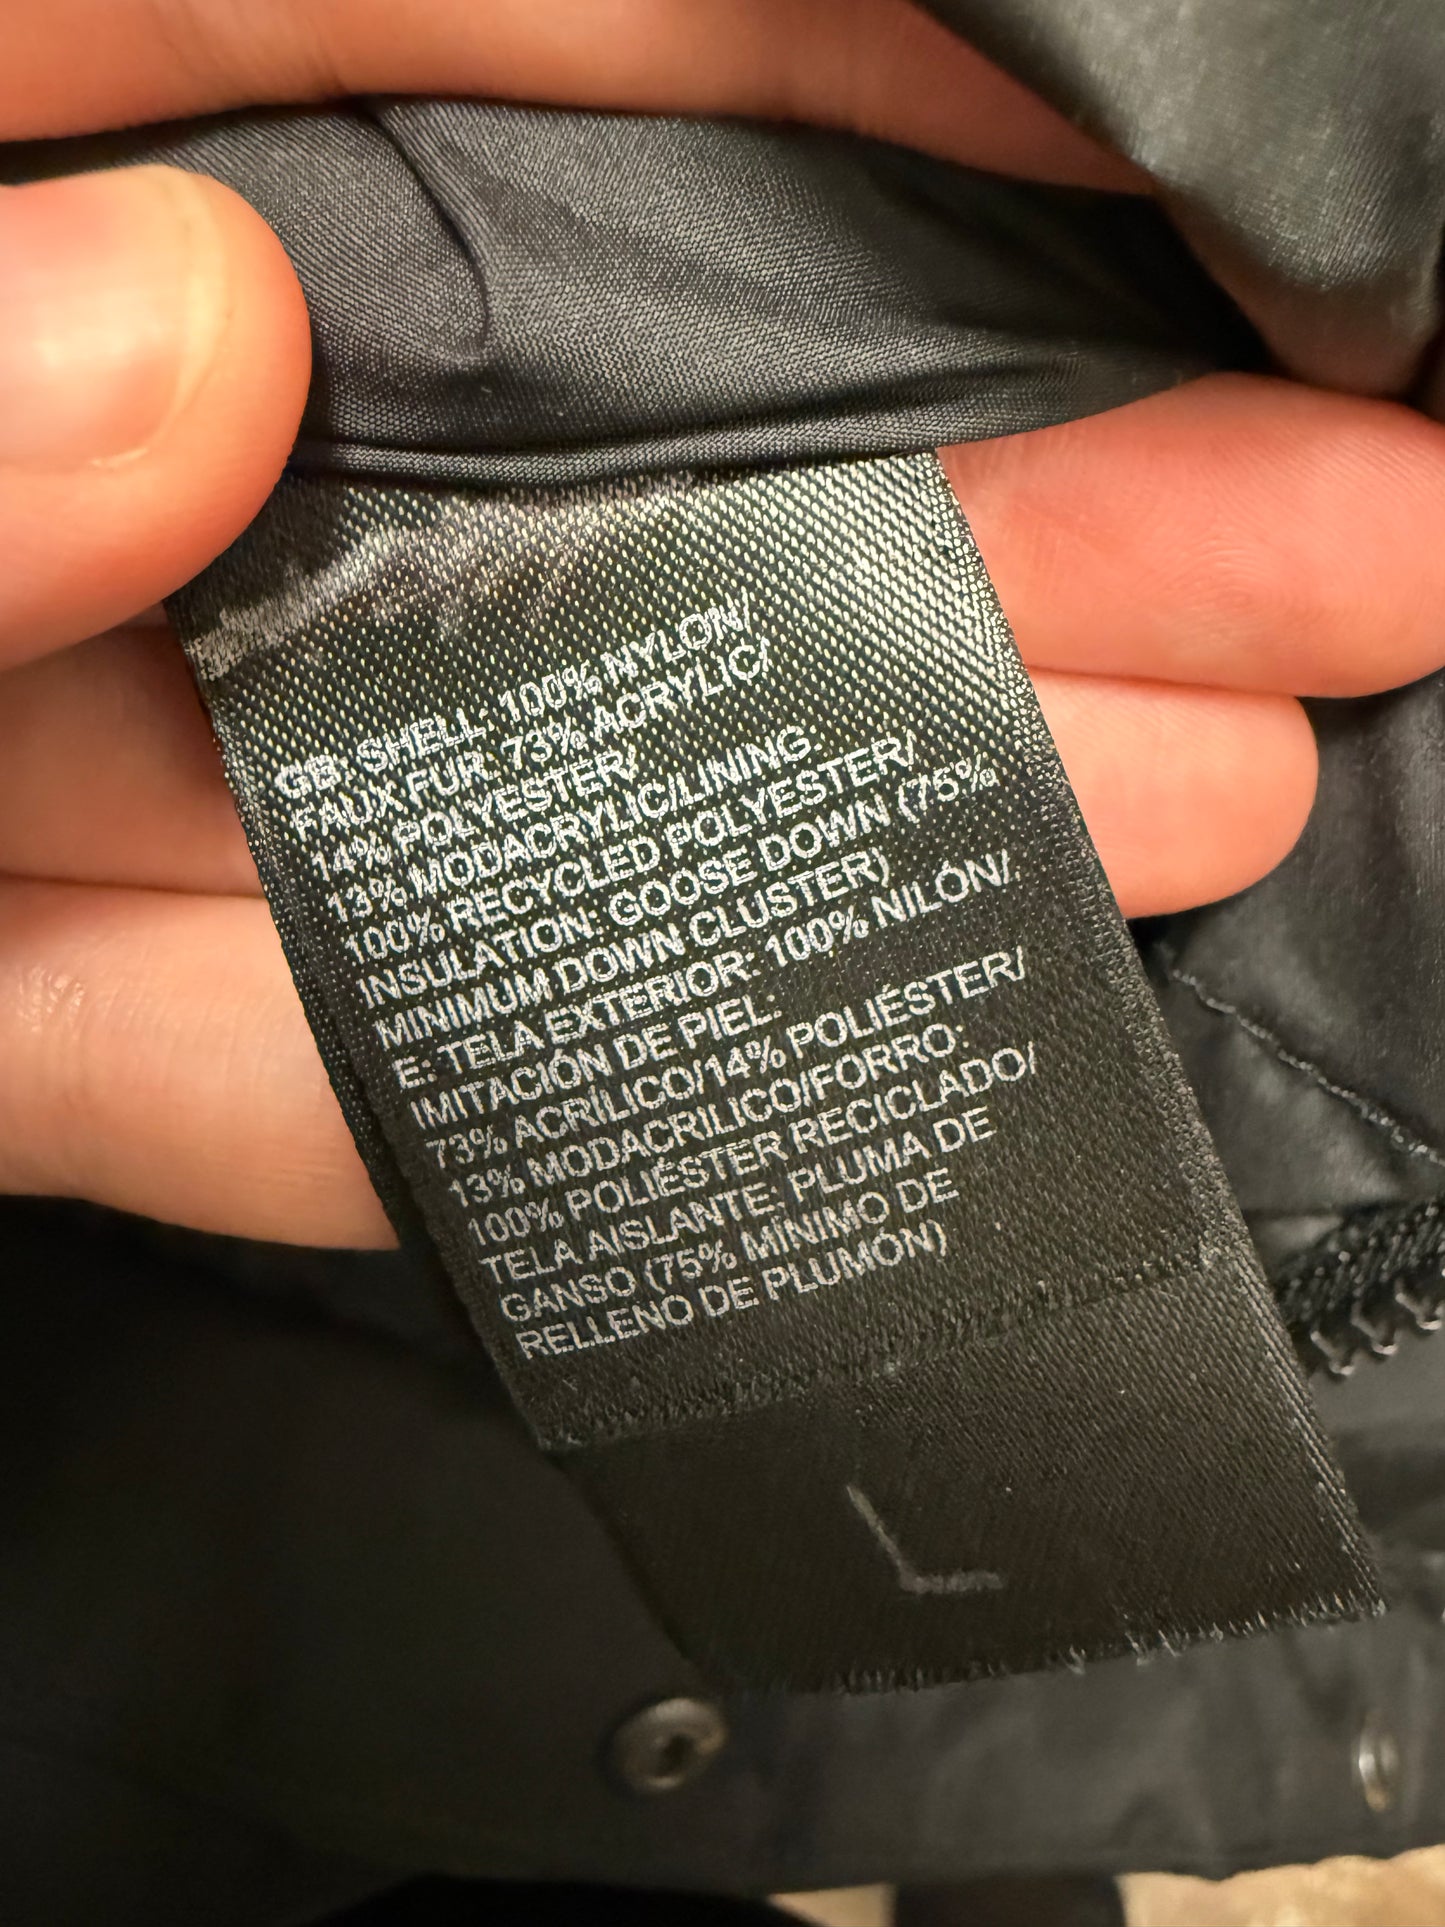 GB: SHELL: 100% NYLON/
FAUX FUR: 73% ACRYLIC/
14% POLYESTER/
13% MODACRYLIC/LINING:
100% RECYCLED POLYESTER/
INSULATION: GOOSE DOWN (75%
MINIMUM DOWN CLUSTER)
E: TELA EXTERIOR: 100% NILÓN/
IMITACIÓN DE PIEL:
73% ACRÍLICO/14% POLIÉSTER/
13% MODACRILICO/FORRO:
100% POLIÉSTER RECICLADO/
TELA AISLANTE: PLUMA DE
GANSO (75% MÍNIMO DE
RELLENO DE PLUMÓN)
L